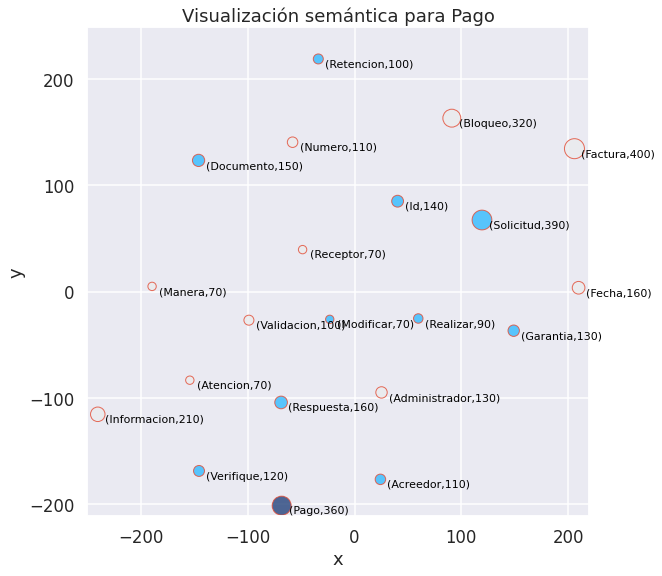 Visualización semántica para Pago
(Retencion,100)
(Bloqueo,320)
(Numero,110)
(Factura,400)
(Documento,150)
(Id,140)
(Solicitud,390)
(Receptor,70)
(Manera,70)
(Fecha,160)
(Validacion,100)
(Modificar,70)
(Realizar,90)
(Garantia,130)
(Atencion,70)
(Administrador,130)
(Respuesta,160)
(Informacion,210)
(Verifique,120)
(Acreedor,110)
(Pago,360)
200
100
0
−100
−200
y
−200
−100
0
100
200
x